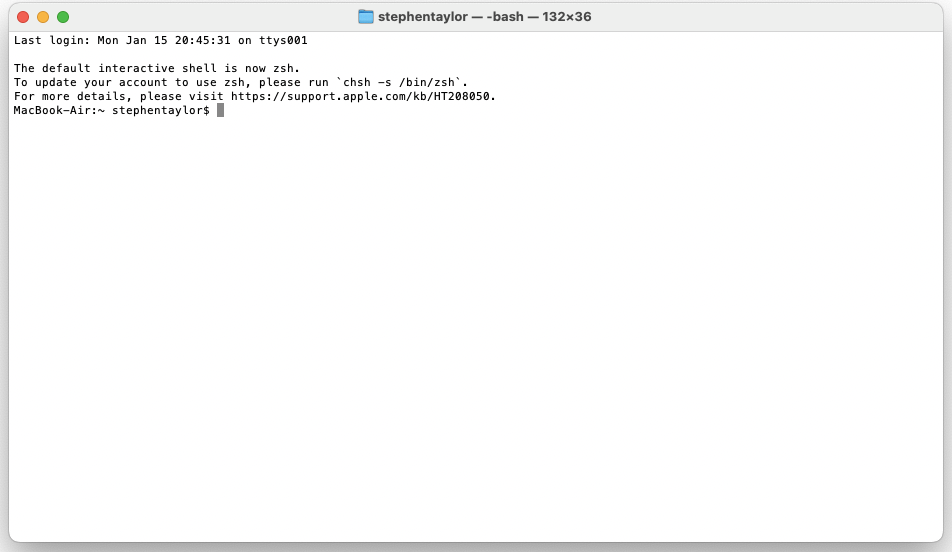 stephentaylor — -bash — 132×36
Last login: Mon Jan 15 20:45:31 on ttys001
The default interactive shell is now zsh.
To update your account to use zsh, please run `chsh -s /bin/zsh`.
For more details, please visit https://support.apple.com/kb/HT208050.
MacBook-Air:~ stephentaylor$